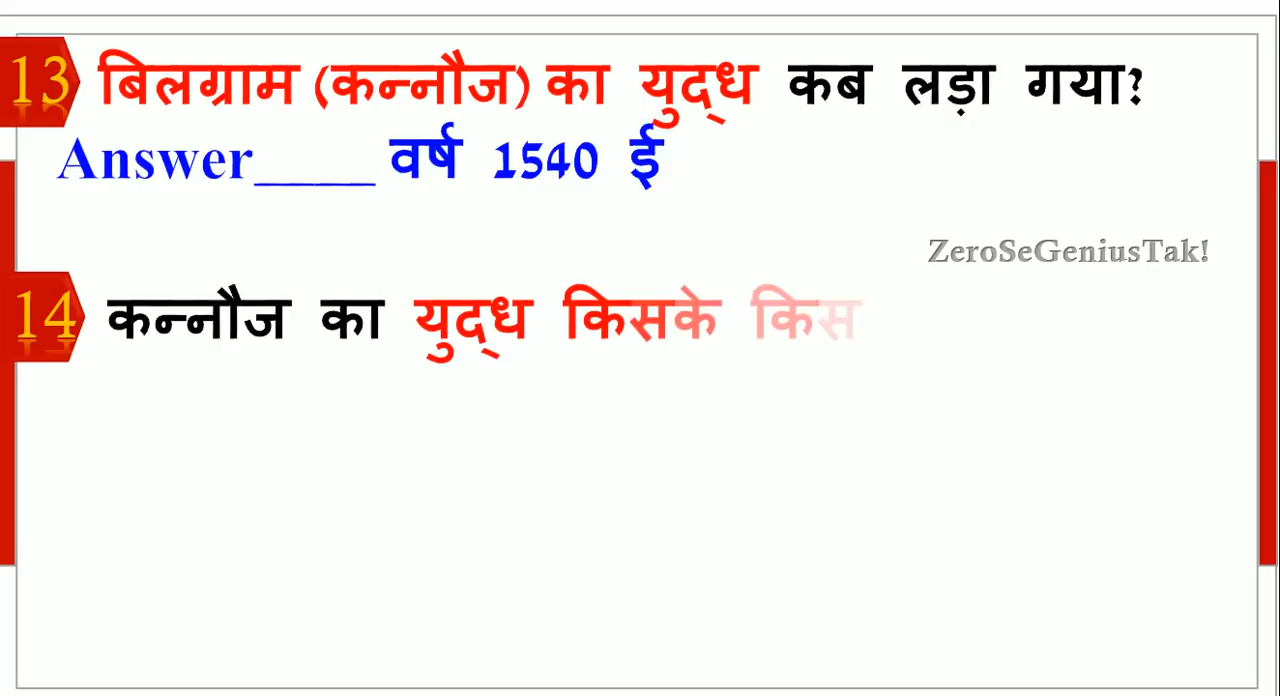 13 बिलग्राम (कन्नौज) का युद्ध कब लड़ा गया?
Answer____ वर्ष 1540 ई
ZeroSeGeniusTak!
14 कन्नौज का युद्ध किसके किस